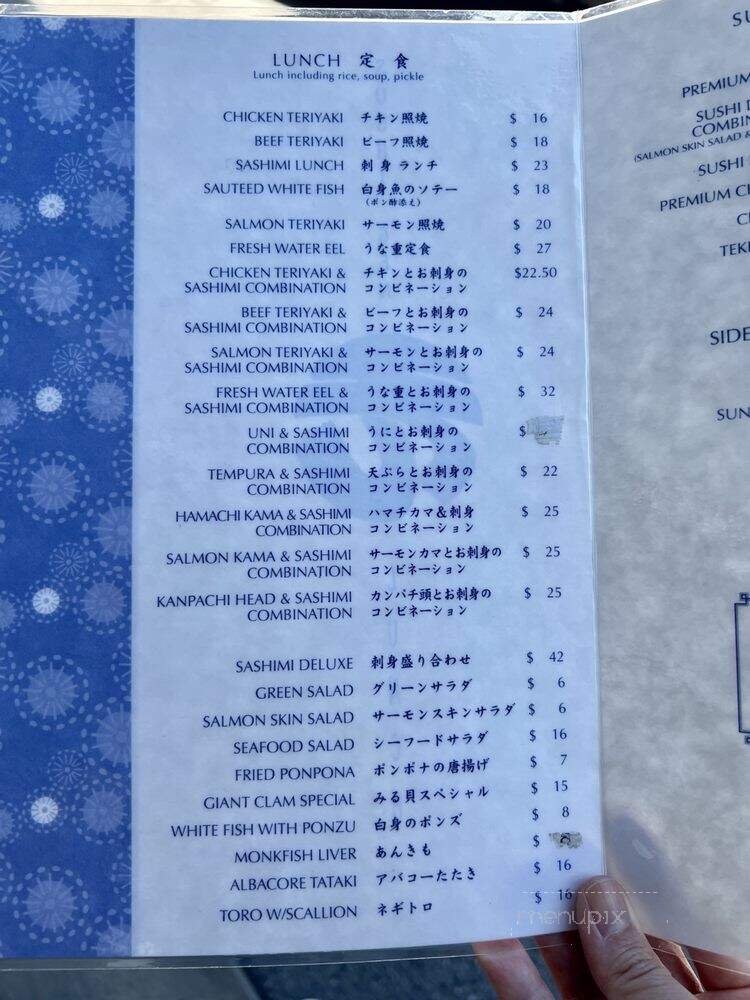 LUNCH 定 食
Lunch including rice, soup, pickle
CHICKEN TERIYAKI チキン照焼 $ 16
BEEF TERIYAKI ビーフ照焼 $ 18
SASHIMI LUNCH 刺身 ランチ $ 23
SAUTEED WHITE FISH 白身魚のソテー $ 18
(ポン酢添え)
SALMON TERIYAKI サーモン照焼 $ 20
FRESH WATER EEL うな重定食 $ 27
CHICKEN TERIYAKI & チキンとお刺身の $22.50
SASHIMI COMBINATION コンビネーション
BEEF TERIYAKI & ビーフとお刺身の $ 24
SASHIMI COMBINATION コンビネーション
SALMON TERIYAKI & サーモンとお刺身の $ 24
SASHIMI COMBINATION コンビネーション
FRESH WATER EEL & うな重とお刺身の $ 32
SASHIMI COMBINATION コンビネーション
UNI & SASHIMI うにとお刺身の $
COMBINATION コンビネーション
TEMPURA & SASHIMI 天ぷらとお刺身の $ 22
COMBINATION コンビネーション
HAMACHI KAMA & SASHIMI ハマチカマ&刺身 $ 25
COMBINATION コンビネーション
SALMON KAMA & SASHIMI サーモンカマとお刺身の $ 25
COMBINATION コンビネーション
KANPACHI HEAD & SASHIMI カンパチ頭とお刺身の $ 25
COMBINATION コンビネーション
SASHIMI DELUXE 刺身盛り合わせ $ 42
GREEN SALAD グリーンサラダ $ 6
SALMON SKIN SALAD サーモンスキンサラダ $ 6
SEAFOOD SALAD シーフードサラダ $ 16
FRIED PONPONA ポンポナの唐揚げ $ 7
GIANT CLAM SPECIAL みる貝スペシャル $ 15
WHITE FISH WITH PONZU 白身のポンズ $ 8
MONKFISH LIVER あんきも $
ALBACORE TATAKI アバコーたたき $ 16
TORO W/SCALLION ネギトロ $ 16
menupix
SU
PREMIUM
SUSHI
COMBIN
(SALMON SKIN SALAD &
SUSHI
PREMIUM CH
TEK
SIDE
SUN